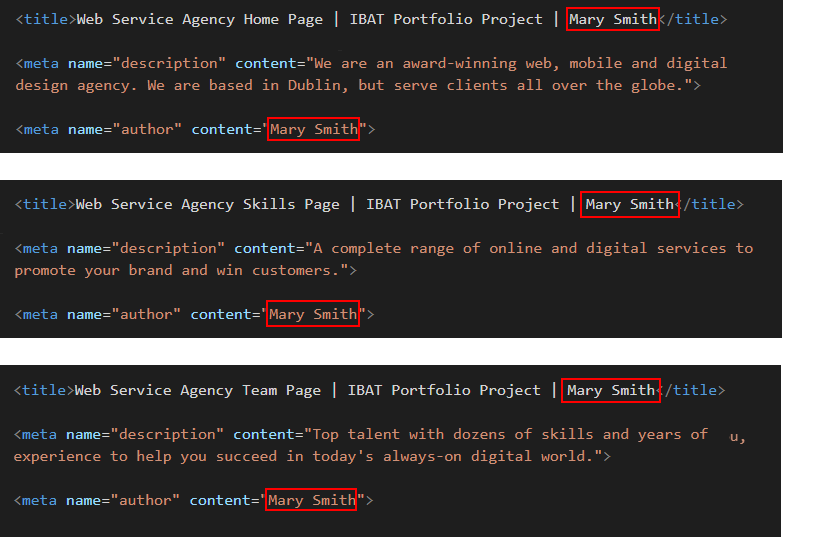 <title>Web Service Agency Home Page | IBAT Portfolio Project | Mary Smith</title>
<meta name="description" content="We are an award-winning web, mobile and digital
design agency. We are based in Dublin, but serve clients all over the globe.">
<meta name="author" content="Mary Smith">
<title>Web Service Agency Skills Page | IBAT Portfolio Project | Mary Smith</title>
<meta name="description" content="A complete range of online and digital services to
promote your brand and win customers.">
<meta name="author" content="Mary Smith">
<title>Web Service Agency Team Page | IBAT Portfolio Project | Mary Smith</title>
<meta name="description" content="Top talent with dozens of skills and years of u,
experience to help you succeed in today's always-on digital world.">
<meta name="author" content="Mary Smith">